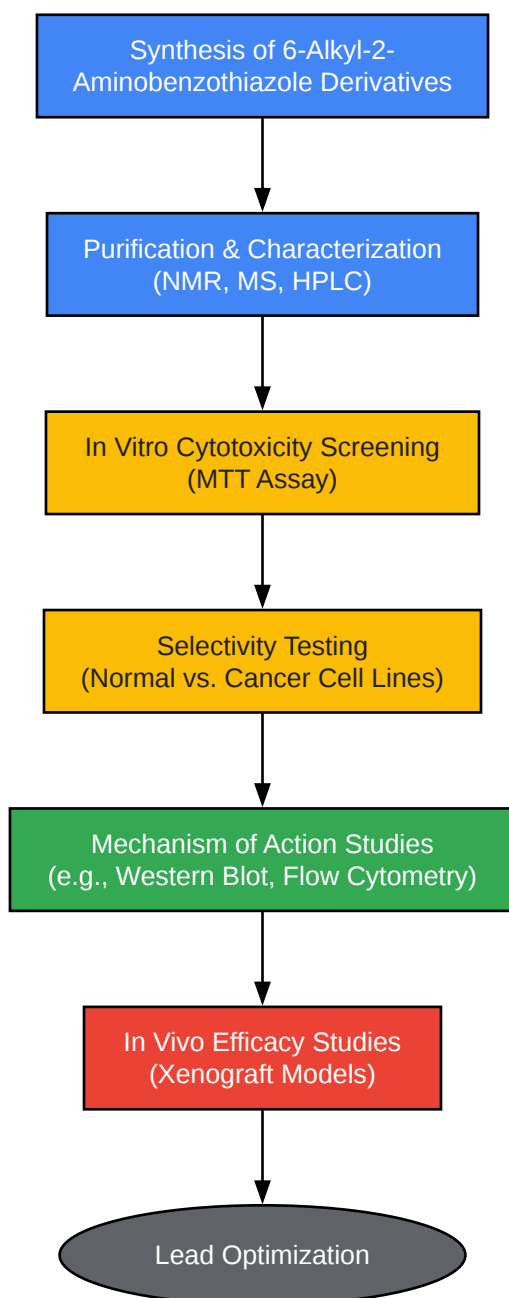 Synthesis of 6-Alkyl-2-
Aminobenzothiazole Derivatives
Purification & Characterization
(NMR, MS, HPLC)
In Vitro Cytotoxicity Screening
(MTT Assay)
Selectivity Testing
(Normal vs. Cancer Cell Lines)
Mechanism of Action Studies
(e.g., Western Blot, Flow Cytometry)
In Vivo Efficacy Studies
(Xenograft Models)
Lead Optimization